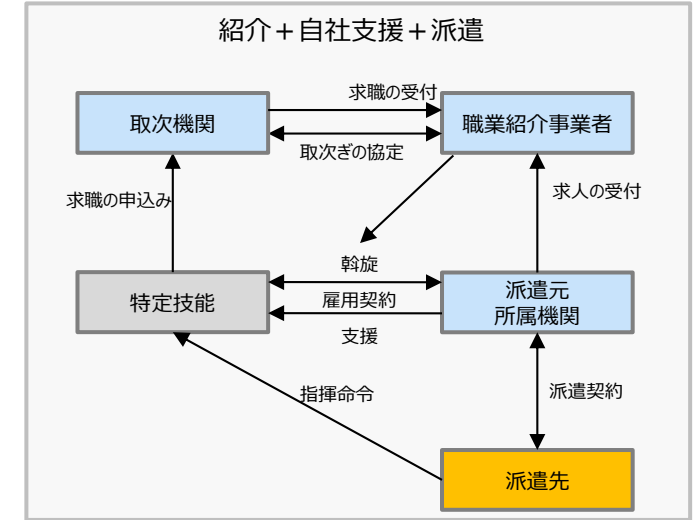 紹介＋自社支援＋派遣
求職の受付
取次機関
職業紹介事業者
取次ぎの協定
求職の申込み
求人の受付
斡旋
特定技能
雇用契約
派遣元
所属機関
支援
指揮命令
派遣契約
派遣先